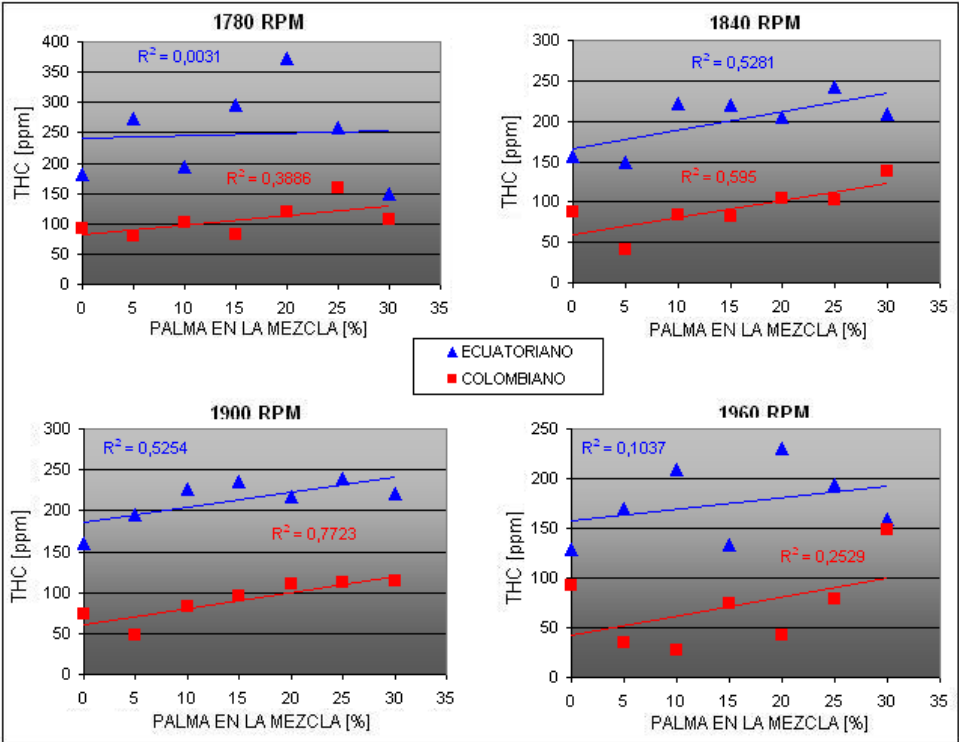 1780 RPM
THC [ppm]
400
350
300
250
200
150
100
50
0
R² = 0,0031
R² = 0,3886
0 5 10 15 20 25 30 35
PALMA EN LA MEZCLA [%]
1840 RPM
THC [ppm]
300
250
200
150
100
50
0
R² = 0,5281
R² = 0,595
0 5 10 15 20 25 30 35
PALMA EN LA MEZCLA [%]
ECUATORIANO
COLOMBIANO
1900 RPM
THC [ppm]
300
250
200
150
100
50
0
R² = 0,5254
R² = 0,7723
0 5 10 15 20 25 30 35
PALMA EN LA MEZCLA [%]
1960 RPM
THC [ppm]
250
200
150
100
50
0
R² = 0,1037
R² = 0,2529
0 5 10 15 20 25 30 35
PALMA EN LA MEZCLA [%]